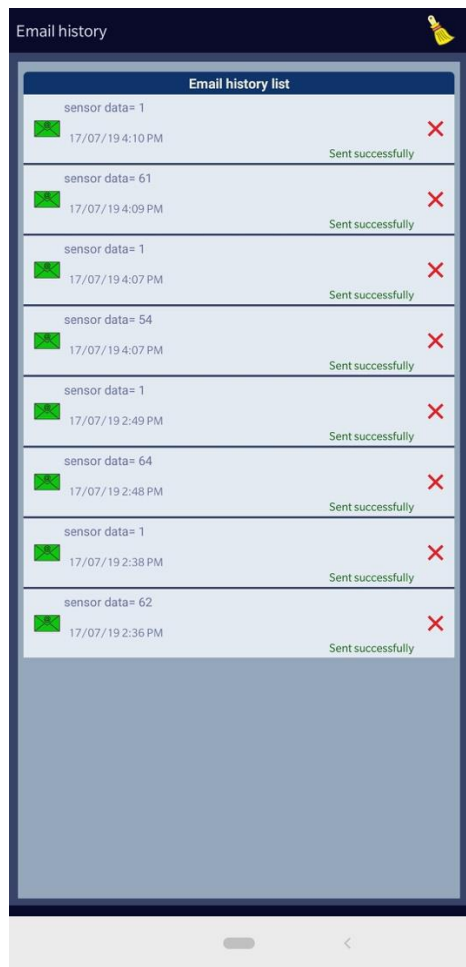 Email history
Email history list
sensor data= 1
17/07/19 4:10 PM
Sent successfully
sensor data= 61
17/07/19 4:09 PM
Sent successfully
sensor data= 1
17/07/19 4:07 PM
Sent successfully
sensor data= 54
17/07/19 4:07 PM
Sent successfully
sensor data= 1
17/07/19 2:49 PM
Sent successfully
sensor data= 64
17/07/19 2:48 PM
Sent successfully
sensor data= 1
17/07/19 2:38 PM
Sent successfully
sensor data= 62
17/07/19 2:36 PM
Sent successfully